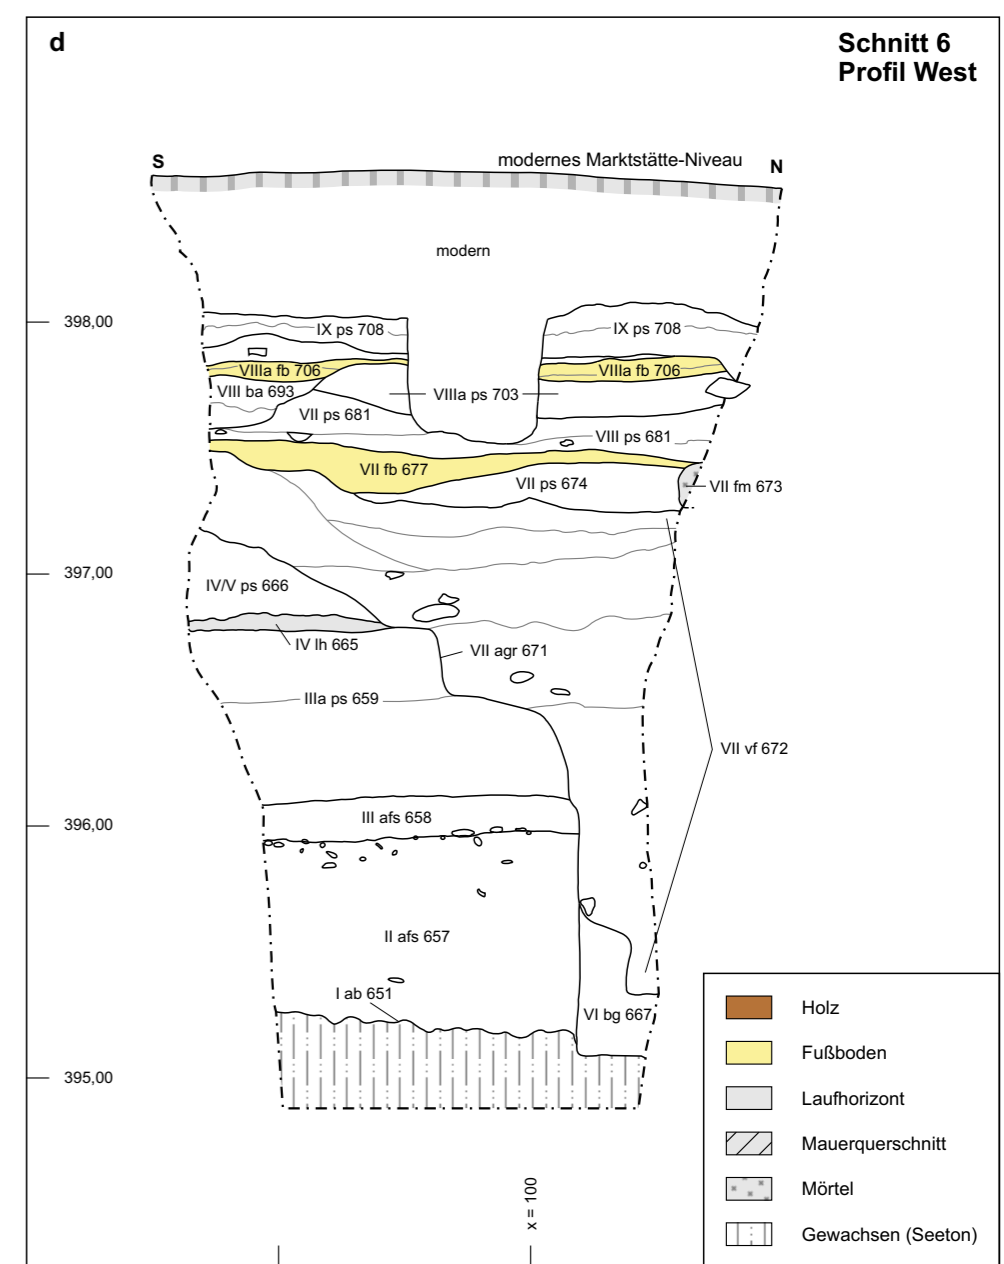 d
Schnitt 6
Profil West
S
modernes Marktstätte-Niveau
N
modern
398,00
IX ps 708
IX ps 708
VIIIa fb 706
VIIIa fb 706
VIII ba 693
VIIIa ps 703
VII ps 681
VIII ps 681
VII fb 677
VII ps 674
VII fm 673
397,00
IV/V ps 666
IV lh 665
VII agr 671
IIIa ps 659
VII vf 672
396,00
III afs 658
II afs 657
I ab 651
VI bg 667
395,00
x = 100
Holz
Fußboden
Laufhorizont
Mauerquerschnitt
Mörtel
Gewachsen (Seeton)